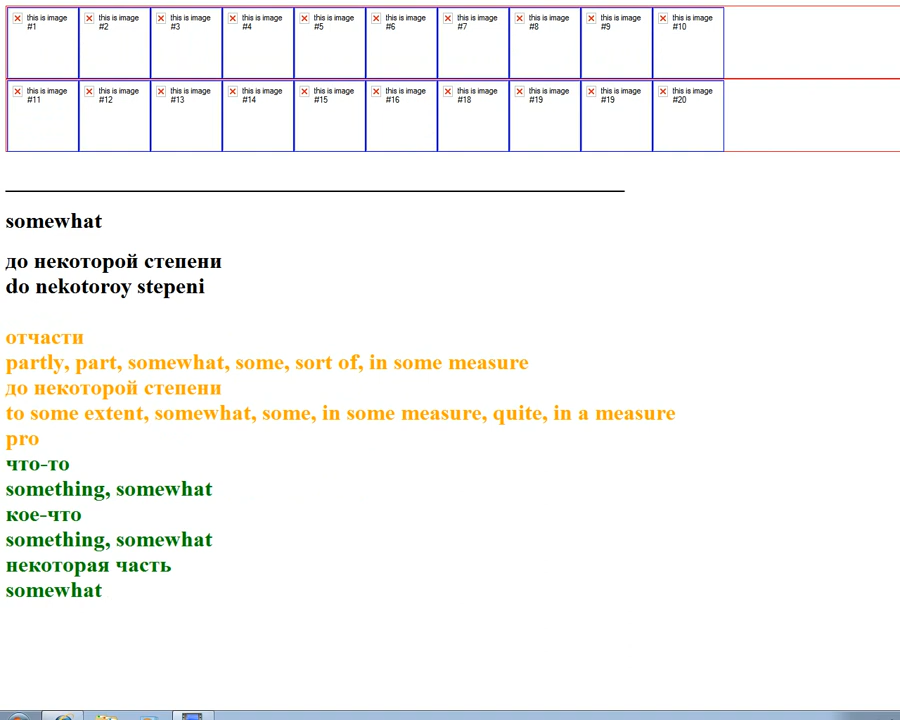 this is image #1 this is image #2 this is image #3 this is image #4 this is image #5 this is image #6 this is image #7 this is image #8 this is image #9 this is image #10
this is image #11 this is image #12 this is image #13 this is image #14 this is image #15 this is image #16 this is image #18 this is image #19 this is image #19 this is image #20
somewhat
до некоторой степени
do nekotoroy stepeni
отчасти
partly, part, somewhat, some, sort of, in some measure
до некоторой степени
to some extent, somewhat, some, in some measure, quite, in a measure
pro
что-то
something, somewhat
кое-что
something, somewhat
некоторая часть
somewhat